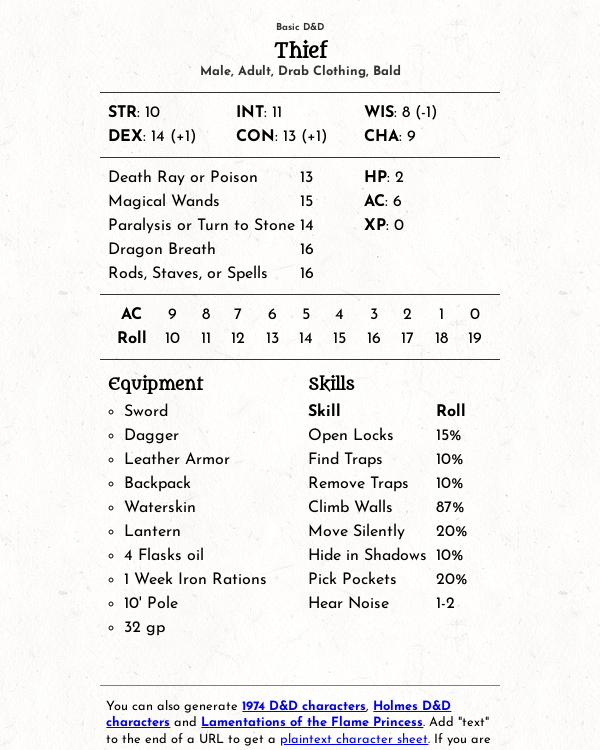 Basic D&D
Thief
Male, Adult, Drab Clothing, Bald
STR: 10 INT: 11 WIS: 8 (-1)
DEX: 14 (+1) CON: 13 (+1) CHA: 9
Death Ray or Poison 13 HP: 2
Magical Wands 15 AC: 6
Paralysis or Turn to Stone 14 XP: 0
Dragon Breath 16
Rods, Staves, or Spells 16
AC 9 8 7 6 5 4 3 2 1 0
Roll 10 11 12 13 14 15 16 17 18 19
Equipment
◦ Sword
◦ Dagger
◦ Leather Armor
◦ Backpack
◦ Waterskin
◦ Lantern
◦ 4 Flasks oil
◦ 1 Week Iron Rations
◦ 10' Pole
◦ 32 gp
Skills
Skill Roll
Open Locks 15%
Find Traps 10%
Remove Traps 10%
Climb Walls 87%
Move Silently 20%
Hide in Shadows 10%
Pick Pockets 20%
Hear Noise 1-2
You can also generate 1974 D&D characters, Holmes D&D
characters and Lamentations of the Flame Princess. Add "text"
to the end of a URL to get a plaintext character sheet. If you are